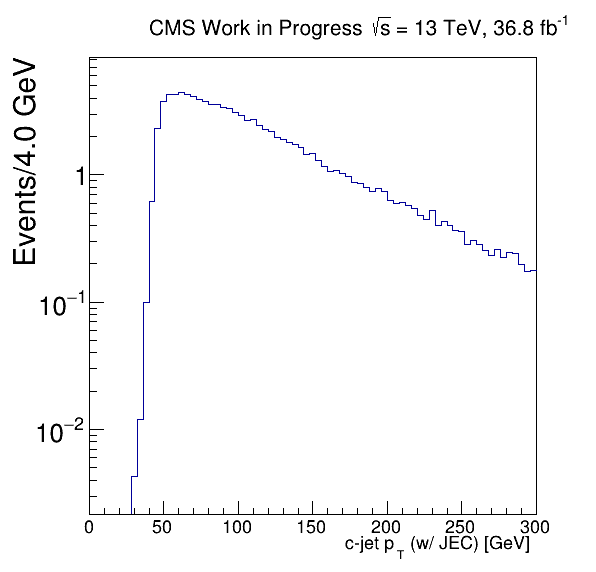 CMS Work in Progress √s = 13 TeV, 36.8 fb⁻¹
Events/4.0 GeV
1
10⁻¹
10⁻²
0 50 100 150 200 250 300
c-jet p_T (w/ JEC) [GeV]